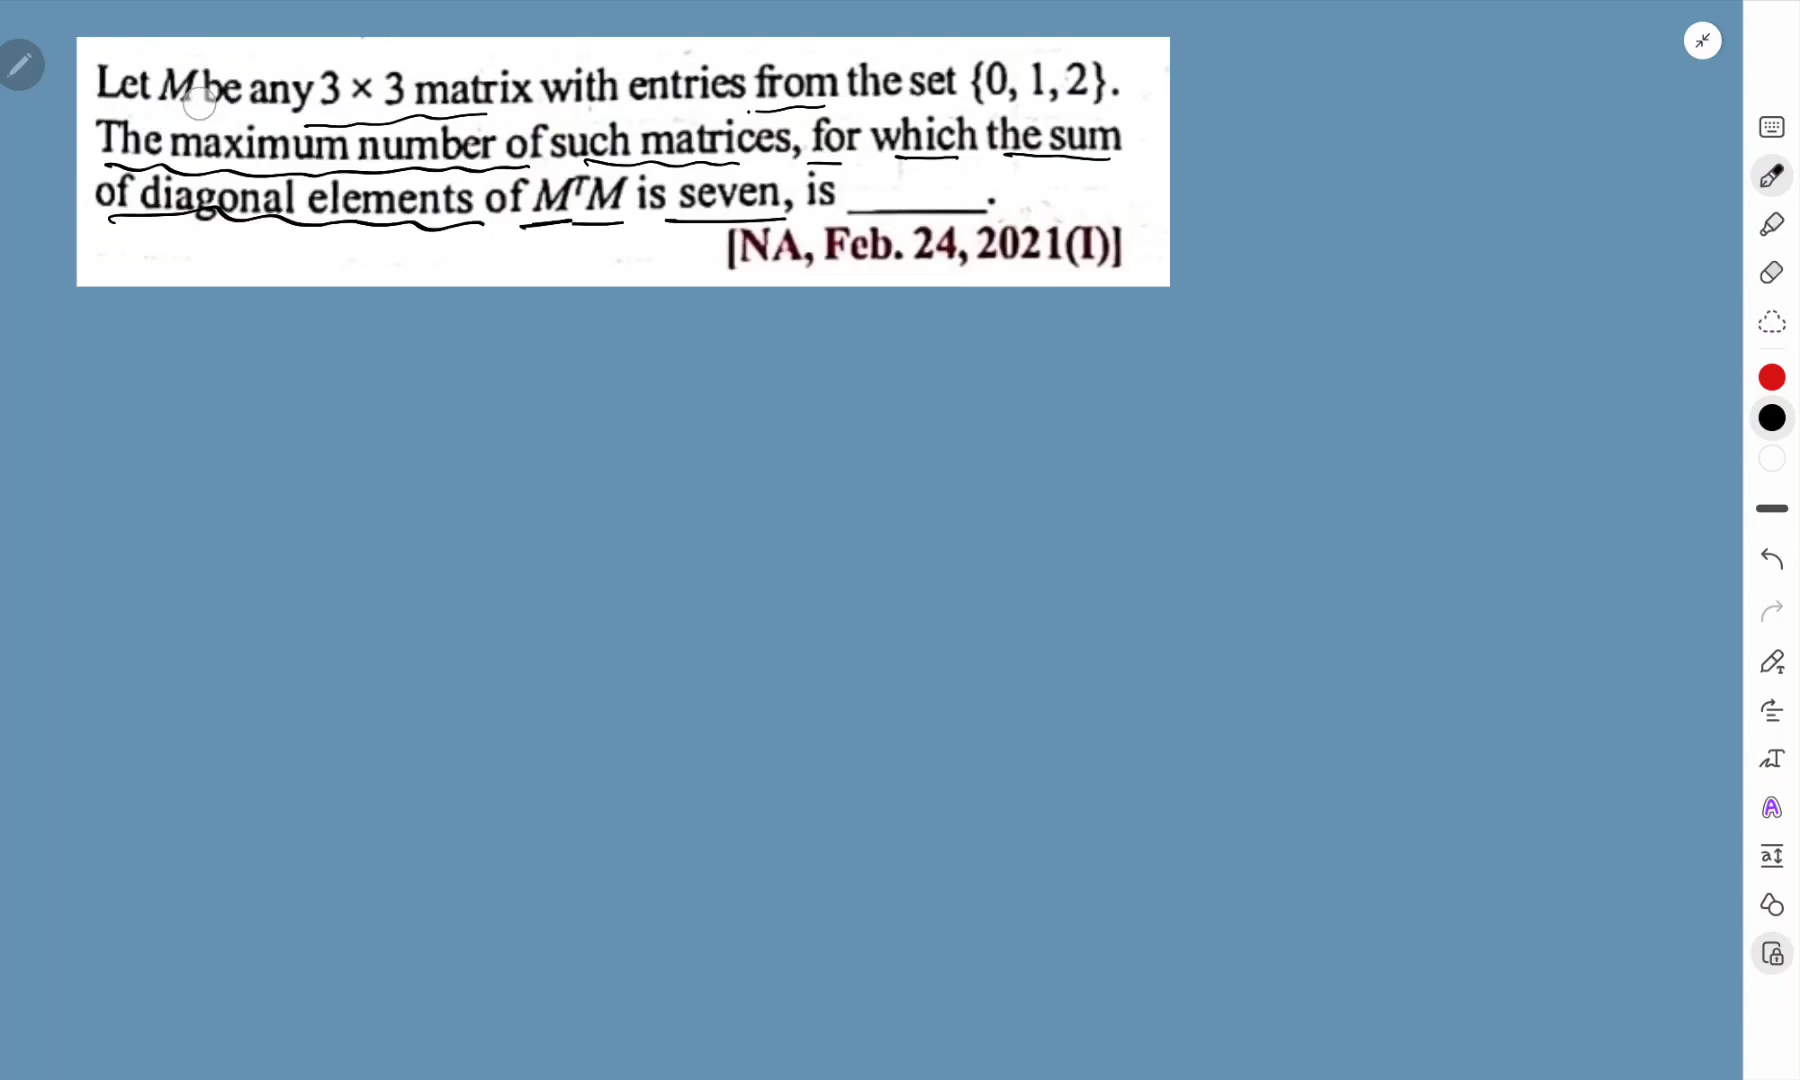 Let M be any 3 × 3 matrix with entries from the set {0, 1, 2}.
The maximum number of such matrices, for which the sum
of diagonal elements of MᵀM is seven, is ______.
[NA, Feb. 24, 2021(I)]